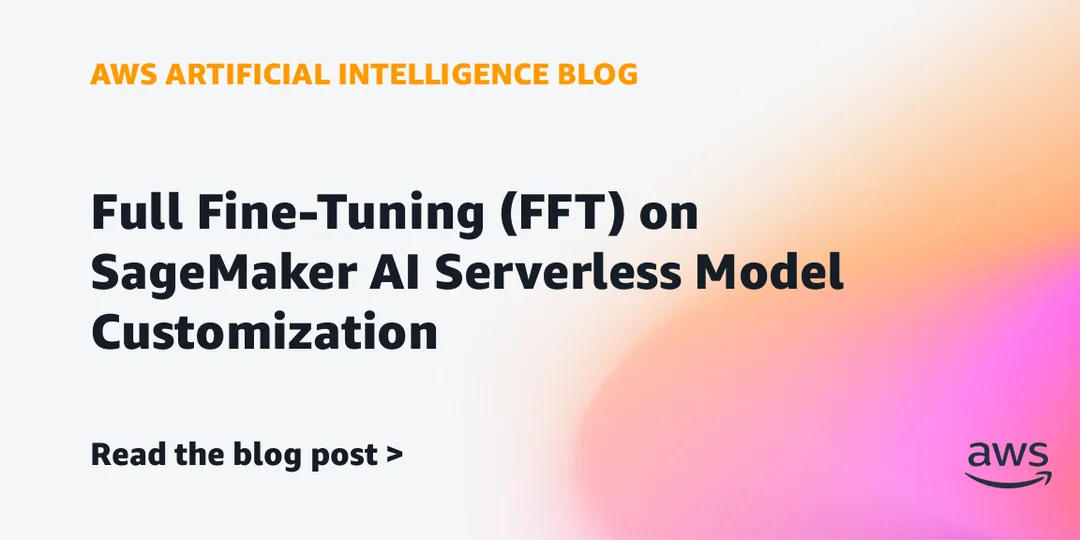 AWS ARTIFICIAL INTELLIGENCE BLOG
Full Fine-Tuning (FFT) on
SageMaker AI Serverless Model
Customization
Read the blog post >
aws